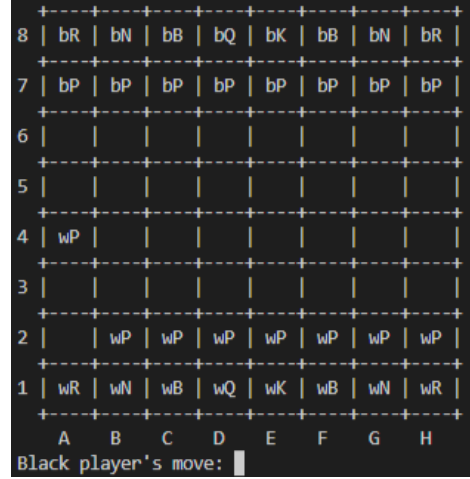 +----+----+----+----+----+----+----+----+
8 | bR | bN | bB | bQ | bK | bB | bN | bR |
+----+----+----+----+----+----+----+----+
7 | bP | bP | bP | bP | bP | bP | bP | bP |
+----+----+----+----+----+----+----+----+
6 |    |    |    |    |    |    |    |    |
+----+----+----+----+----+----+----+----+
5 |    |    |    |    |    |    |    |    |
+----+----+----+----+----+----+----+----+
4 | wP |    |    |    |    |    |    |    |
+----+----+----+----+----+----+----+----+
3 |    |    |    |    |    |    |    |    |
+----+----+----+----+----+----+----+----+
2 |    | wP | wP | wP | wP | wP | wP | wP |
+----+----+----+----+----+----+----+----+
1 | wR | wN | wB | wQ | wK | wB | wN | wR |
+----+----+----+----+----+----+----+----+
A    B    C    D    E    F    G    H
Black player's move: